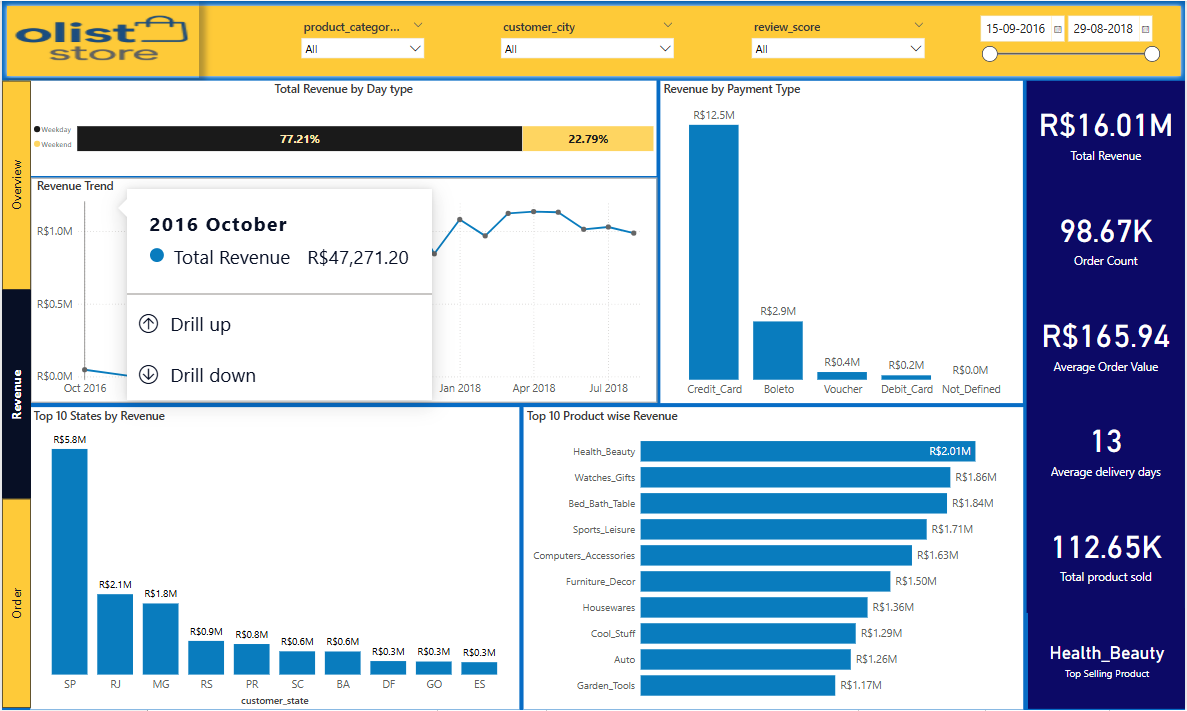 olist
store
product_categor...
All
customer_city
All
review_score
All
15-09-2016
29-08-2018
Overview
Revenue
Order
Total Revenue by Day type
Weekday
Weekend
77.21%
22.79%
Revenue Trend
R$1.0M
R$0.5M
R$0.0M
Oct 2016
Jan 2018
Apr 2018
Jul 2018
2016 October
Total Revenue R$47,271.20
Drill up
Drill down
Revenue by Payment Type
R$12.5M
R$2.9M
R$0.4M
R$0.2M
R$0.0M
Credit_Card
Boleto
Voucher
Debit_Card
Not_Defined
R$16.01M
Total Revenue
98.67K
Order Count
R$165.94
Average Order Value
13
Average delivery days
112.65K
Total product sold
Health_Beauty
Top Selling Product
Top 10 States by Revenue
R$5.8M
R$2.1M
R$1.8M
R$0.9M
R$0.8M
R$0.6M
R$0.6M
R$0.3M
R$0.3M
R$0.3M
SP
RJ
MG
RS
PR
SC
BA
DF
GO
ES
customer_state
Top 10 Product wise Revenue
Health_Beauty R$2.01M
Watches_Gifts R$1.86M
Bed_Bath_Table R$1.84M
Sports_Leisure R$1.71M
Computers_Accessories R$1.63M
Furniture_Decor R$1.50M
Housewares R$1.36M
Cool_Stuff R$1.29M
Auto R$1.26M
Garden_Tools R$1.17M